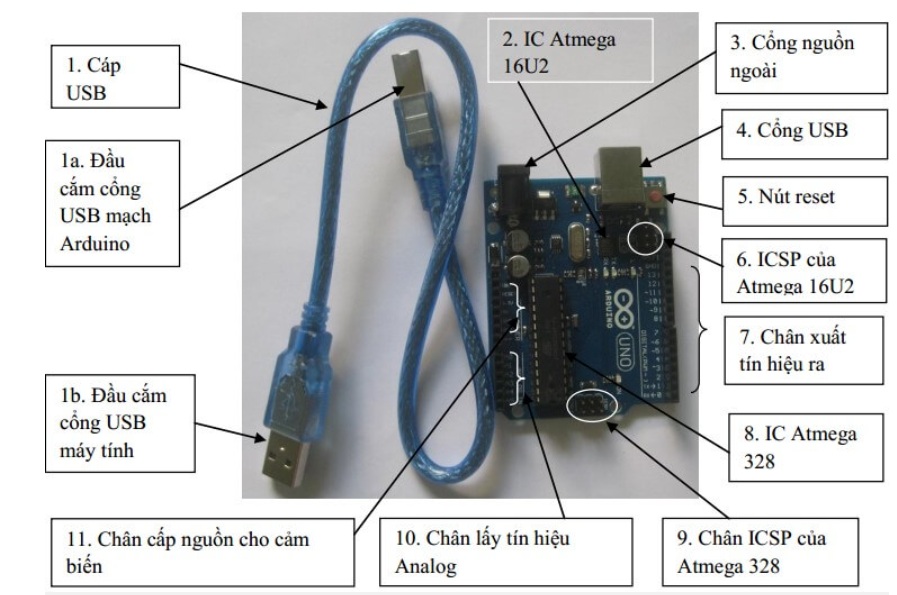 1. Cáp
USB
2. IC Atmega
16U2
3. Cổng nguồn
ngoài
1a. Đầu
cắm cổng
USB mạch
Arduino
4. Cổng USB
5. Nút reset
6. ICSP của
Atmega 16U2
7. Chân xuất
tín hiệu ra
1b. Đầu cắm
cổng USB
máy tính
8. IC Atmega
328
11. Chân cấp nguồn cho cảm
biến
10. Chân lấy tín hiệu
Analog
9. Chân ICSP của
Atmega 328
ARDUINO
UNO